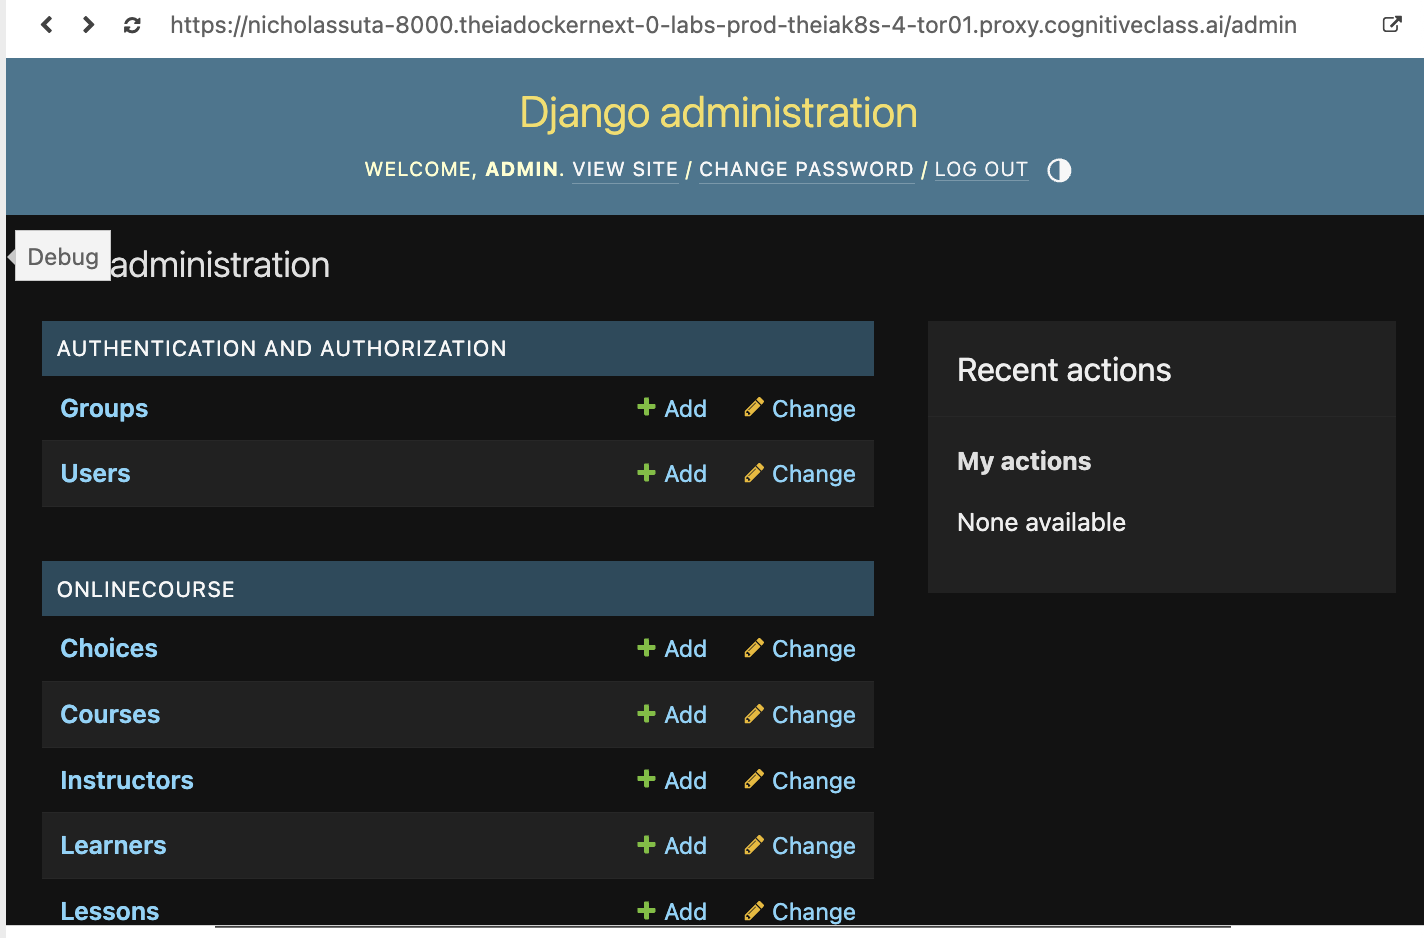 https://nicholassuta-8000.theiadockernext-0-labs-prod-theiak8s-4-tor01.proxy.cognitiveclass.ai/admin
Django administration
WELCOME, ADMIN. VIEW SITE / CHANGE PASSWORD / LOG OUT
Debug
administration
AUTHENTICATION AND AUTHORIZATION
Groups Add Change
Users Add Change
ONLINECOURSE
Choices Add Change
Courses Add Change
Instructors Add Change
Learners Add Change
Lessons Add Change
Recent actions
My actions
None available